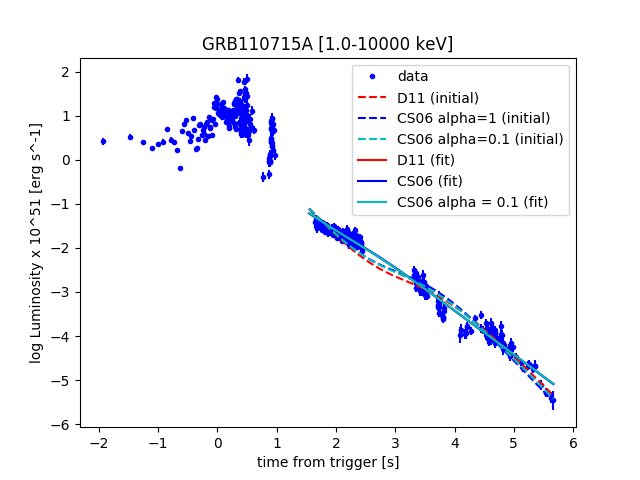 GRB110715A [1.0-10000 keV]
data
D11 (initial)
CS06 alpha=1 (initial)
CS06 alpha=0.1 (initial)
D11 (fit)
CS06 (fit)
CS06 alpha = 0.1 (fit)
log Luminosity x 10^51 [erg s^-1]
2
1
0
−1
−2
−3
−4
−5
−6
−2
−1
0
1
2
3
4
5
6
time from trigger [s]